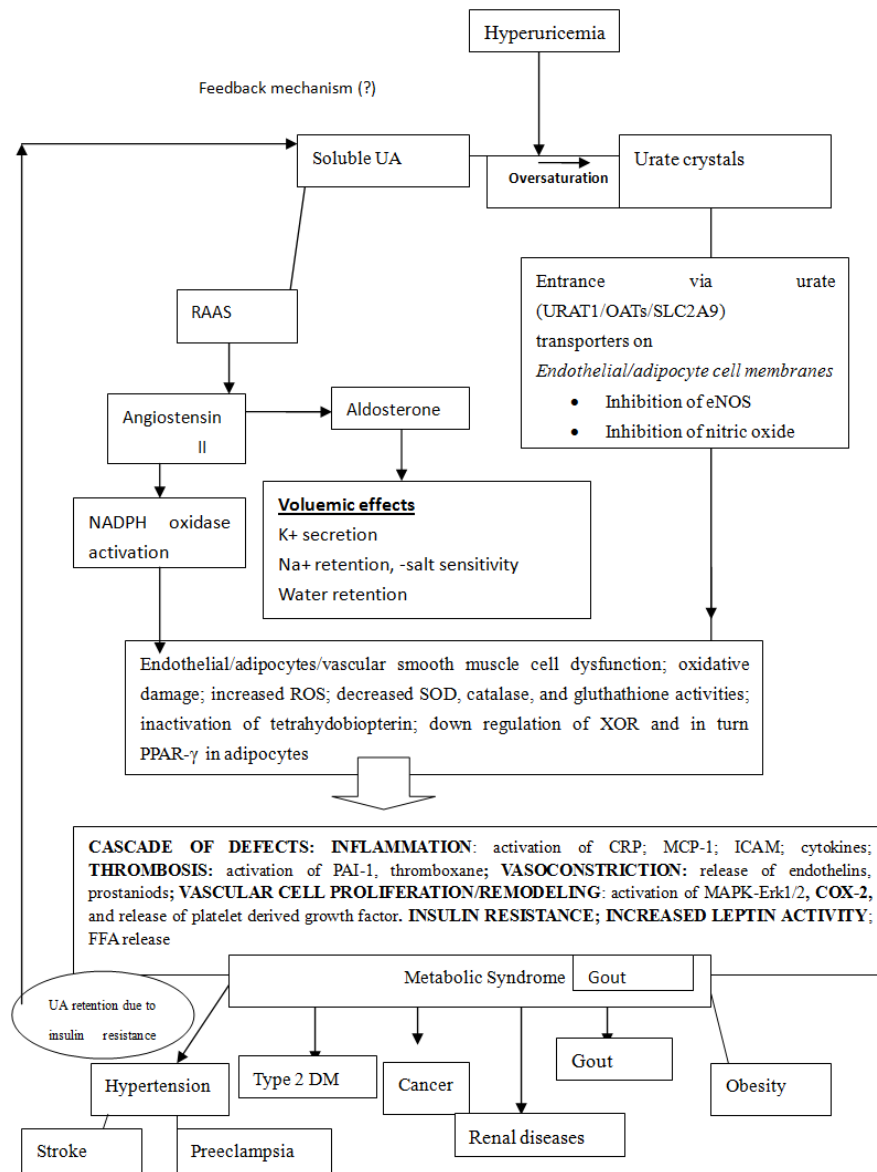 Hyperuricemia
Feedback mechanism (?)
Soluble UA
Oversaturation
Urate crystals
Entrance via urate
(URAT1/OATs/SLC2A9)
transporters on
Endothelial/adipocyte cell membranes
• Inhibition of eNOS
• Inhibition of nitric oxide
RAAS
Angiostensin
II
Aldosterone
NADPH oxidase
activation
Voluemic effects
K+ secretion
Na+ retention, -salt sensitivity
Water retention
Endothelial/adipocytes/vascular smooth muscle cell dysfunction; oxidative
damage; increased ROS; decreased SOD, catalase, and gluthathione activities;
inactivation of tetrahydobiopterin; down regulation of XOR and in turn
PPAR-γ in adipocytes
CASCADE OF DEFECTS: INFLAMMATION: activation of CRP; MCP-1; ICAM; cytokines;
THROMBOSIS: activation of PAI-1, thromboxane; VASOCONSTRICTION: release of endothelins,
prostaniods; VASCULAR CELL PROLIFERATION/REMODELING: activation of MAPK-Erk1/2, COX-2,
and release of platelet derived growth factor. INSULIN RESISTANCE; INCREASED LEPTIN ACTIVITY;
FFA release
Metabolic Syndrome
Gout
UA retention due to
insulin resistance
Hypertension
Type 2 DM
Cancer
Gout
Obesity
Renal diseases
Stroke
Preeclampsia